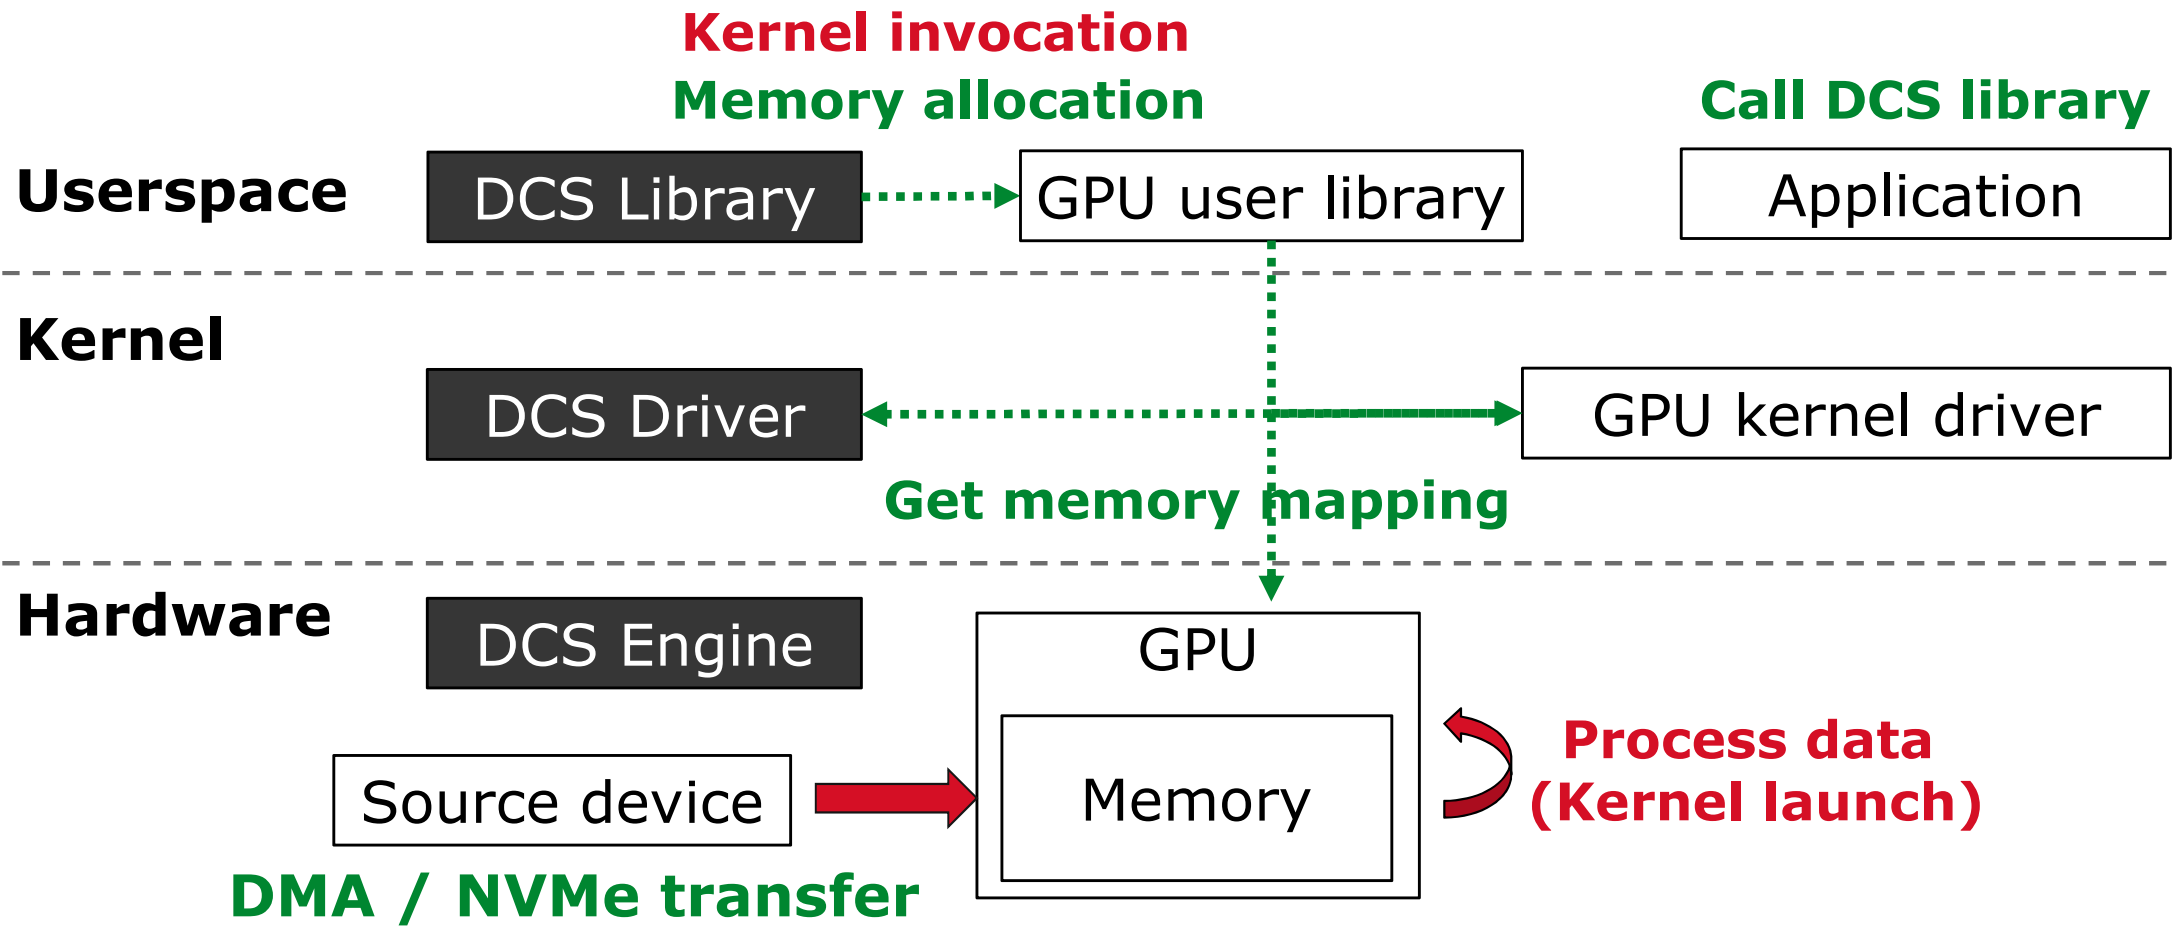 Kernel invocation
Memory allocation
Call DCS library
Userspace
DCS Library
GPU user library
Application
Kernel
DCS Driver
GPU kernel driver
Get memory mapping
Hardware
DCS Engine
GPU
Source device
Memory
Process data
(Kernel launch)
DMA / NVMe transfer